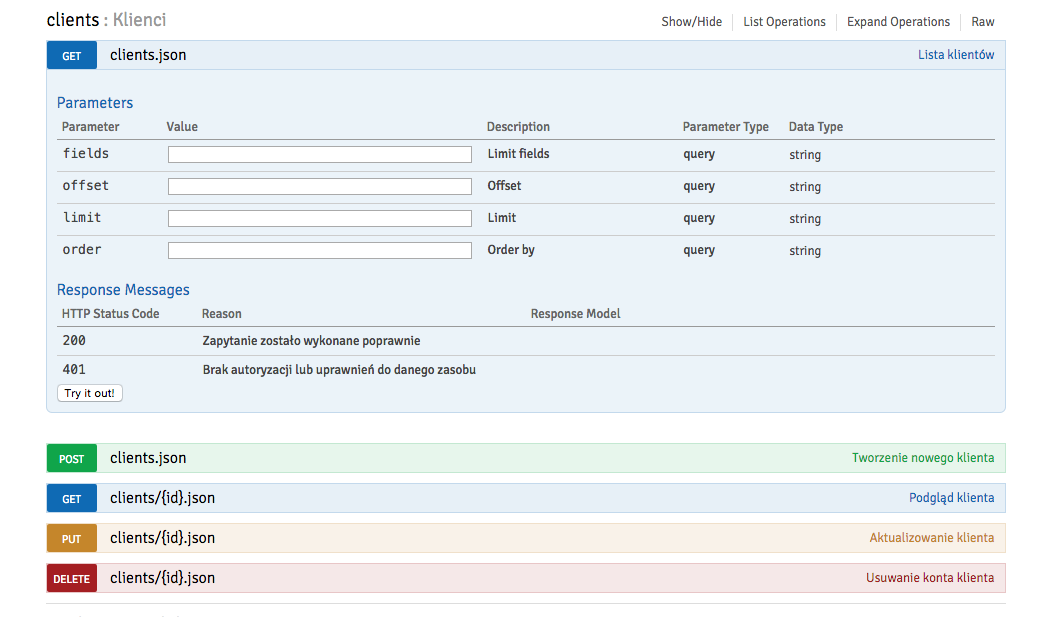 clients : Klienci
Show/Hide List Operations Expand Operations Raw
GET clients.json Lista klientów
Parameters
Parameter Value Description Parameter Type Data Type
fields Limit fields query string
offset Offset query string
limit Limit query string
order Order by query string
Response Messages
HTTP Status Code Reason Response Model
200 Zapytanie zostało wykonane poprawnie
401 Brak autoryzacji lub uprawnień do danego zasobu
Try it out!
POST clients.json Tworzenie nowego klienta
GET clients/{id}.json Podgląd klienta
PUT clients/{id}.json Aktualizowanie klienta
DELETE clients/{id}.json Usuwanie konta klienta